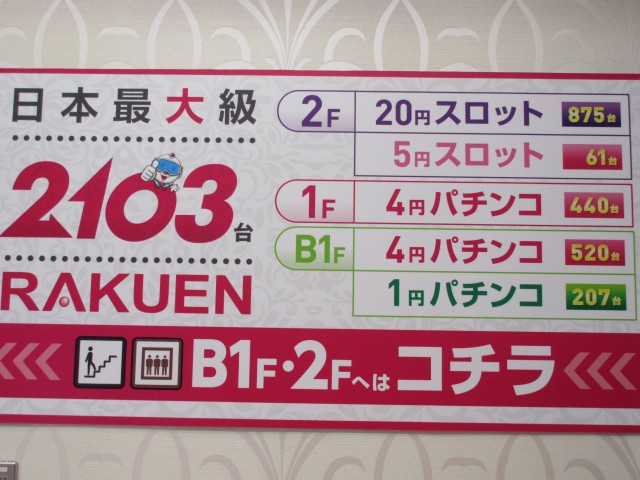 日本最大級
2103台
RAKUEN
2F 20円スロット 875台
5円スロット 61台
1F 4円パチンコ 440台
B1F 4円パチンコ 520台
1円パチンコ 207台
B1F・2Fへは コチラ